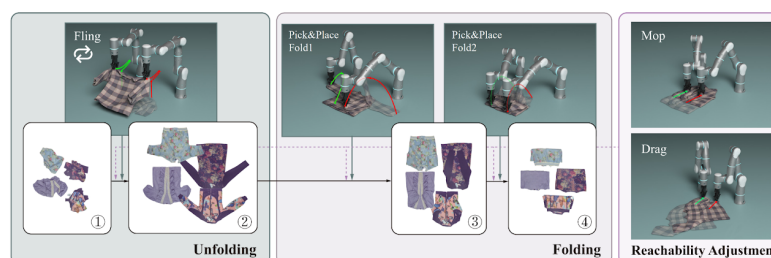 Fling
Pick&Place
Fold1
Pick&Place
Fold2
Mop
Drag
①
②
③
④
Unfolding
Folding
Reachability Adjustmen